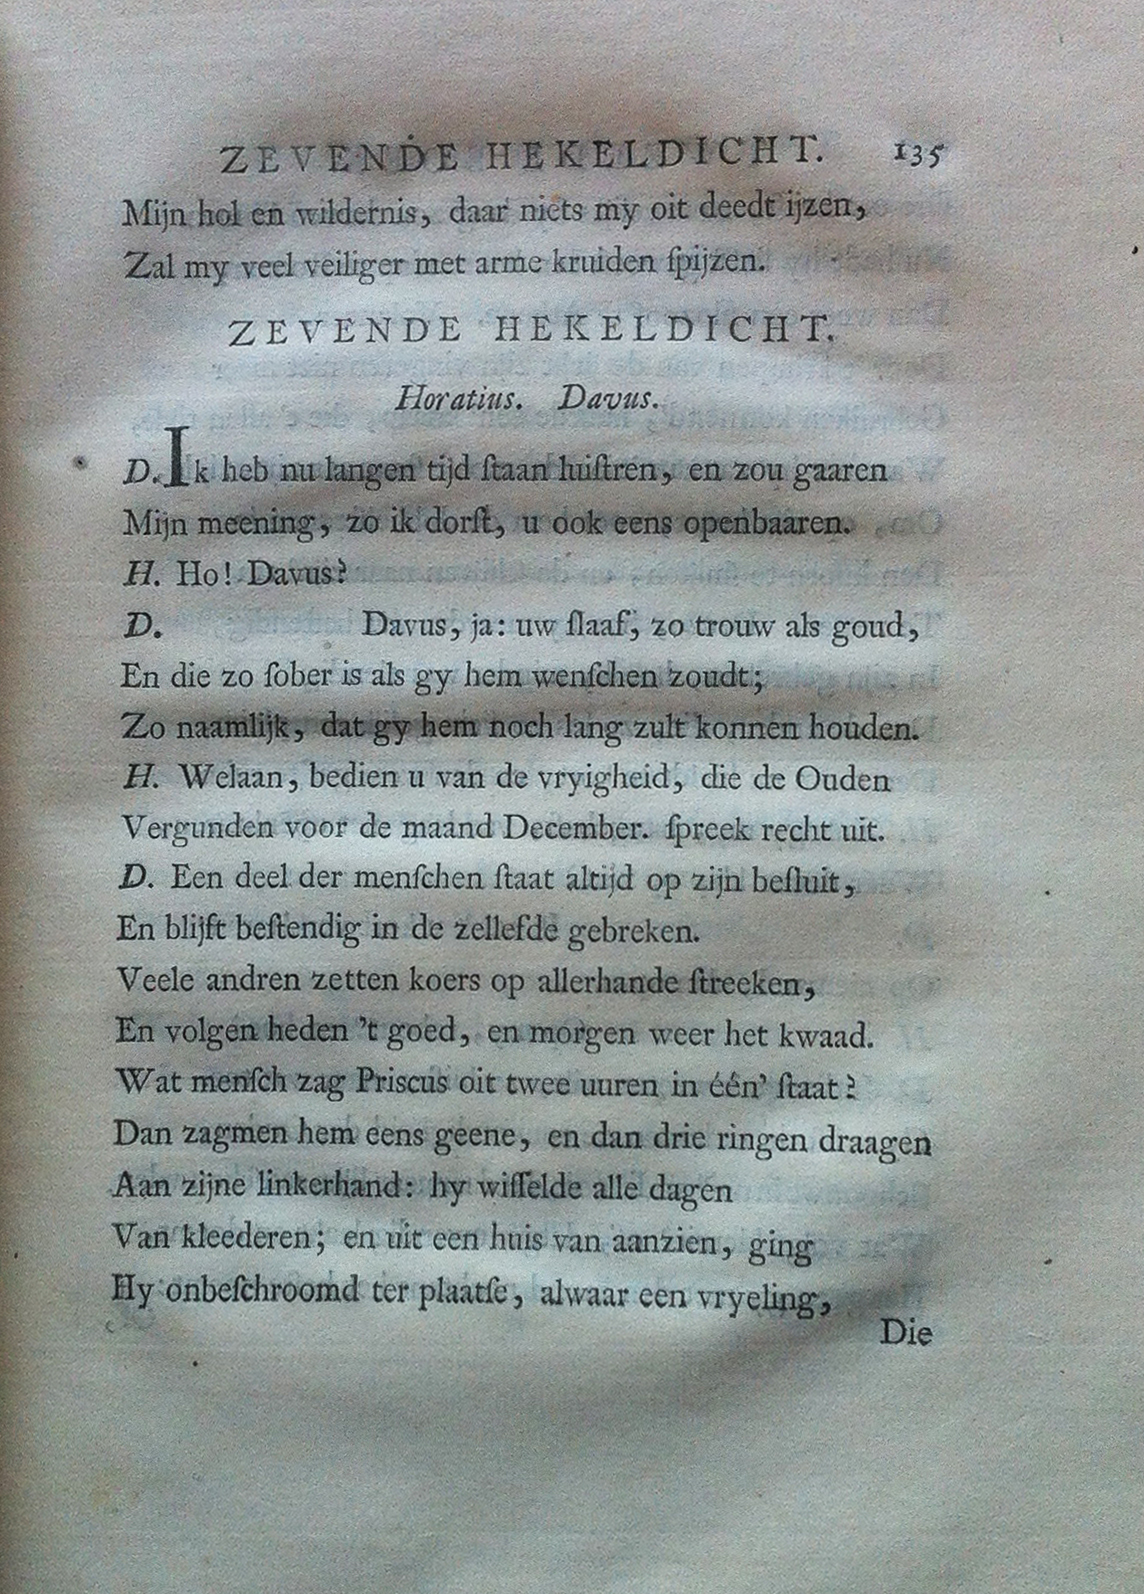 ZEVENDE HEKELDICHT. 135
Mijn hol en wildernis, daar niets my oit deedt ijzen,
Zal my veel veiliger met arme kruiden ſpijzen.
ZEVENDE HEKELDICHT.
Horatius. Davus.
D. Ik heb nu langen tijd ſtaan luiſtren, en zou gaaren
Mijn meening, zo ik dorſt, u ook eens openbaaren.
H. Ho! Davus?
D. Davus, ja: uw ſlaaf, zo trouw als goud,
En die zo ſober is als gy hem wenſchen zoudt;
Zo naamlijk, dat gy hem noch lang zult konnen houden.
H. Welaan, bedien u van de vryigheid, die de Ouden
Vergunden voor de maand December. ſpreek recht uit.
D. Een deel der menſchen ſtaat altijd op zijn beſluit,
En blijft beſtendig in de zellefde gebreken.
Veele andren zetten koers op allerhande ſtreeken,
En volgen heden 't goed, en morgen weer het kwaad.
Wat menſch zag Priscus oit twee uuren in één' ſtaat?
Dan zagmen hem eens geene, en dan drie ringen draagen
Aan zijne linkerhand: hy wiſſelde alle dagen
Van kleederen; en uit een huis van aanzien, ging
Hy onbeſchroomd ter plaatſe, alwaar een vryeling,
Die